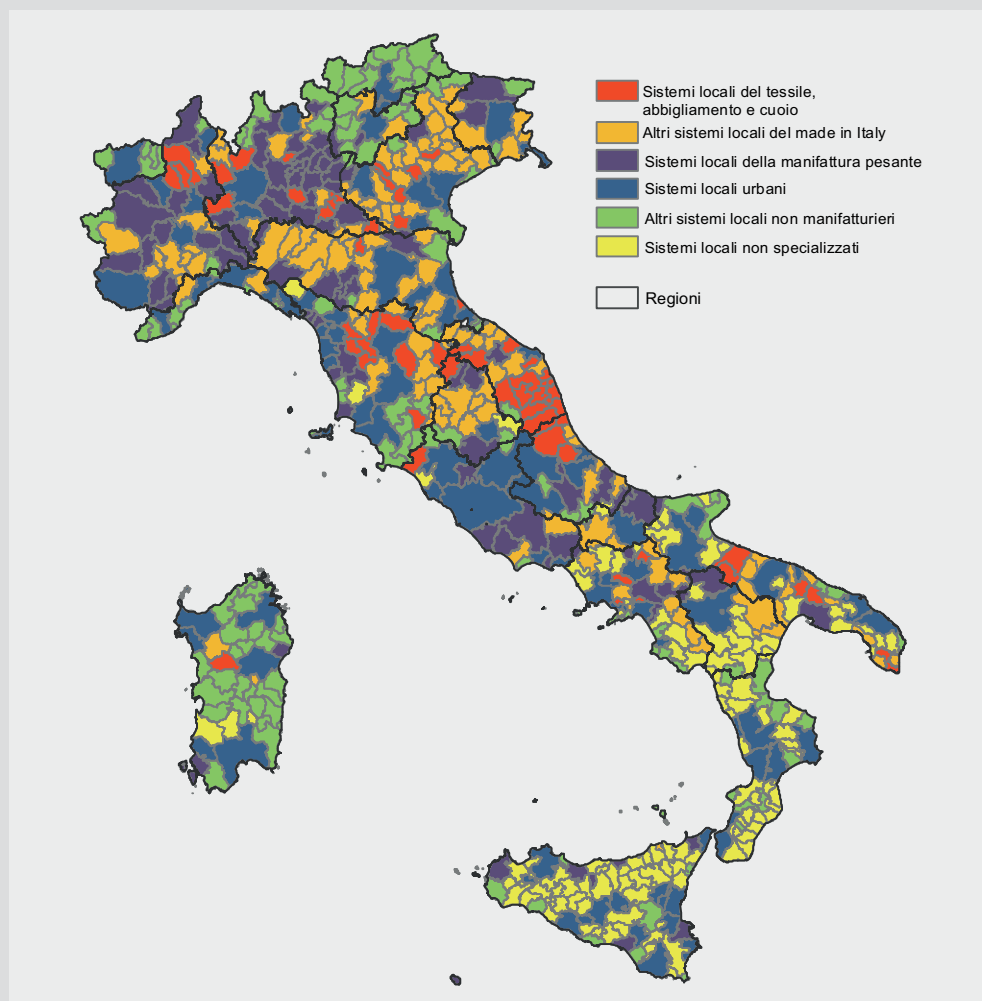 Sistemi locali del tessile,
abbigliamento e cuoio
Altri sistemi locali del made in Italy
Sistemi locali della manifattura pesante
Sistemi locali urbani
Altri sistemi locali non manifatturieri
Sistemi locali non specializzati
Regioni